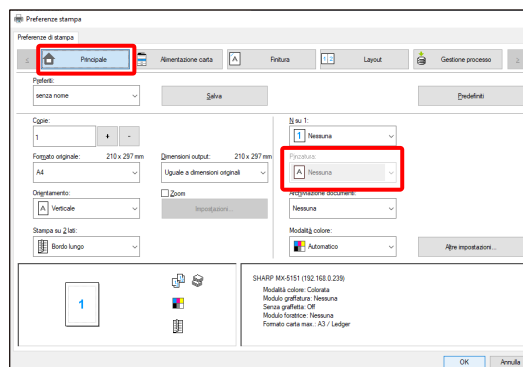 Preferenze stampa
Preferenze di stampa
Principale
Alimentazione carta
A
Finitura
1 2
Layout
Gestione processo
Preferiti:
senza nome
Salva
Predefiniti
Copie:
1
+ -
N su 1:
1 Nessuna
Formato originale: 210 x 297 mm
A4
Dimensioni output: 210 x 297 mm
Uguale a dimensioni originali
Pinzatura:
A Nessuna
Orientamento:
A Verticale
Zoom
Impostazioni...
Archiviazione documenti:
Nessuna
Stampa su 2 lati:
Bordo lungo
Modalità colore:
Automatico
Altre impostazioni...
1
SHARP MX-5151 (192.168.0.239)
Modalità colore: Colorata
Modulo graffatura: Nessuna
Senza graffetta: Off
Modulo foratrice: Nessuna
Formato carta max.: A3 / Ledger
OK
Annulla